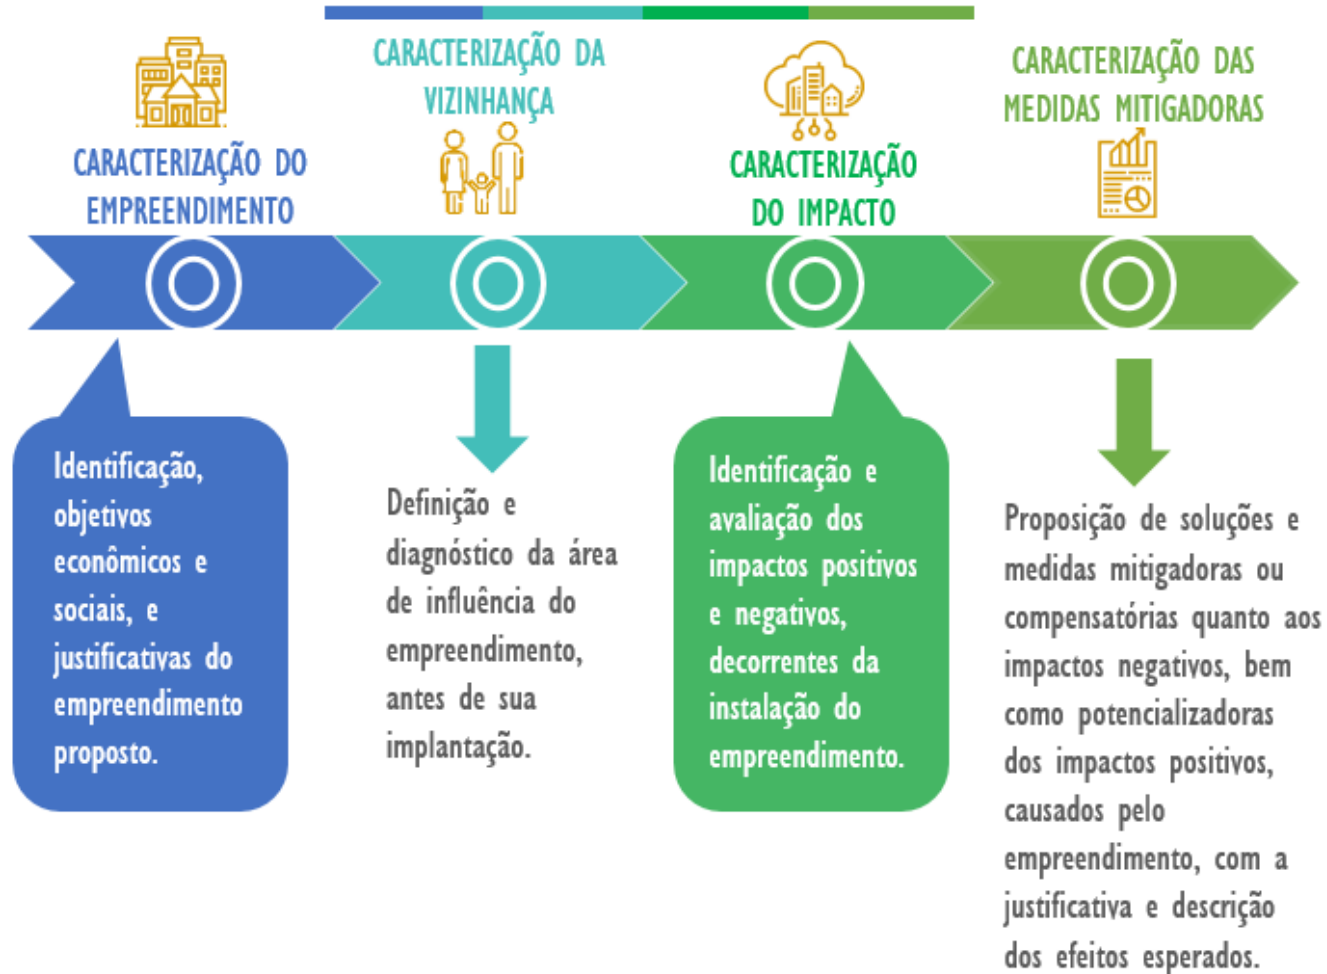 CARACTERIZAÇÃO DO
EMPREENDIMENTO
Identificação,
objetivos
econômicos e
sociais, e
justificativas do
empreendimento
proposto.
CARACTERIZAÇÃO DA
VIZINHANÇA
Definição e
diagnóstico da área
de influência do
empreendimento,
antes de sua
implantação.
CARACTERIZAÇÃO
DO IMPACTO
Identificação e
avaliação dos
impactos positivos
e negativos,
decorrentes da
instalação do
empreendimento.
CARACTERIZAÇÃO DAS
MEDIDAS MITIGADORAS
Proposição de soluções e
medidas mitigadoras ou
compensatórias quanto aos
impactos negativos, bem
como potencializadoras
dos impactos positivos,
causados pelo
empreendimento, com a
justificativa e descrição
dos efeitos esperados.